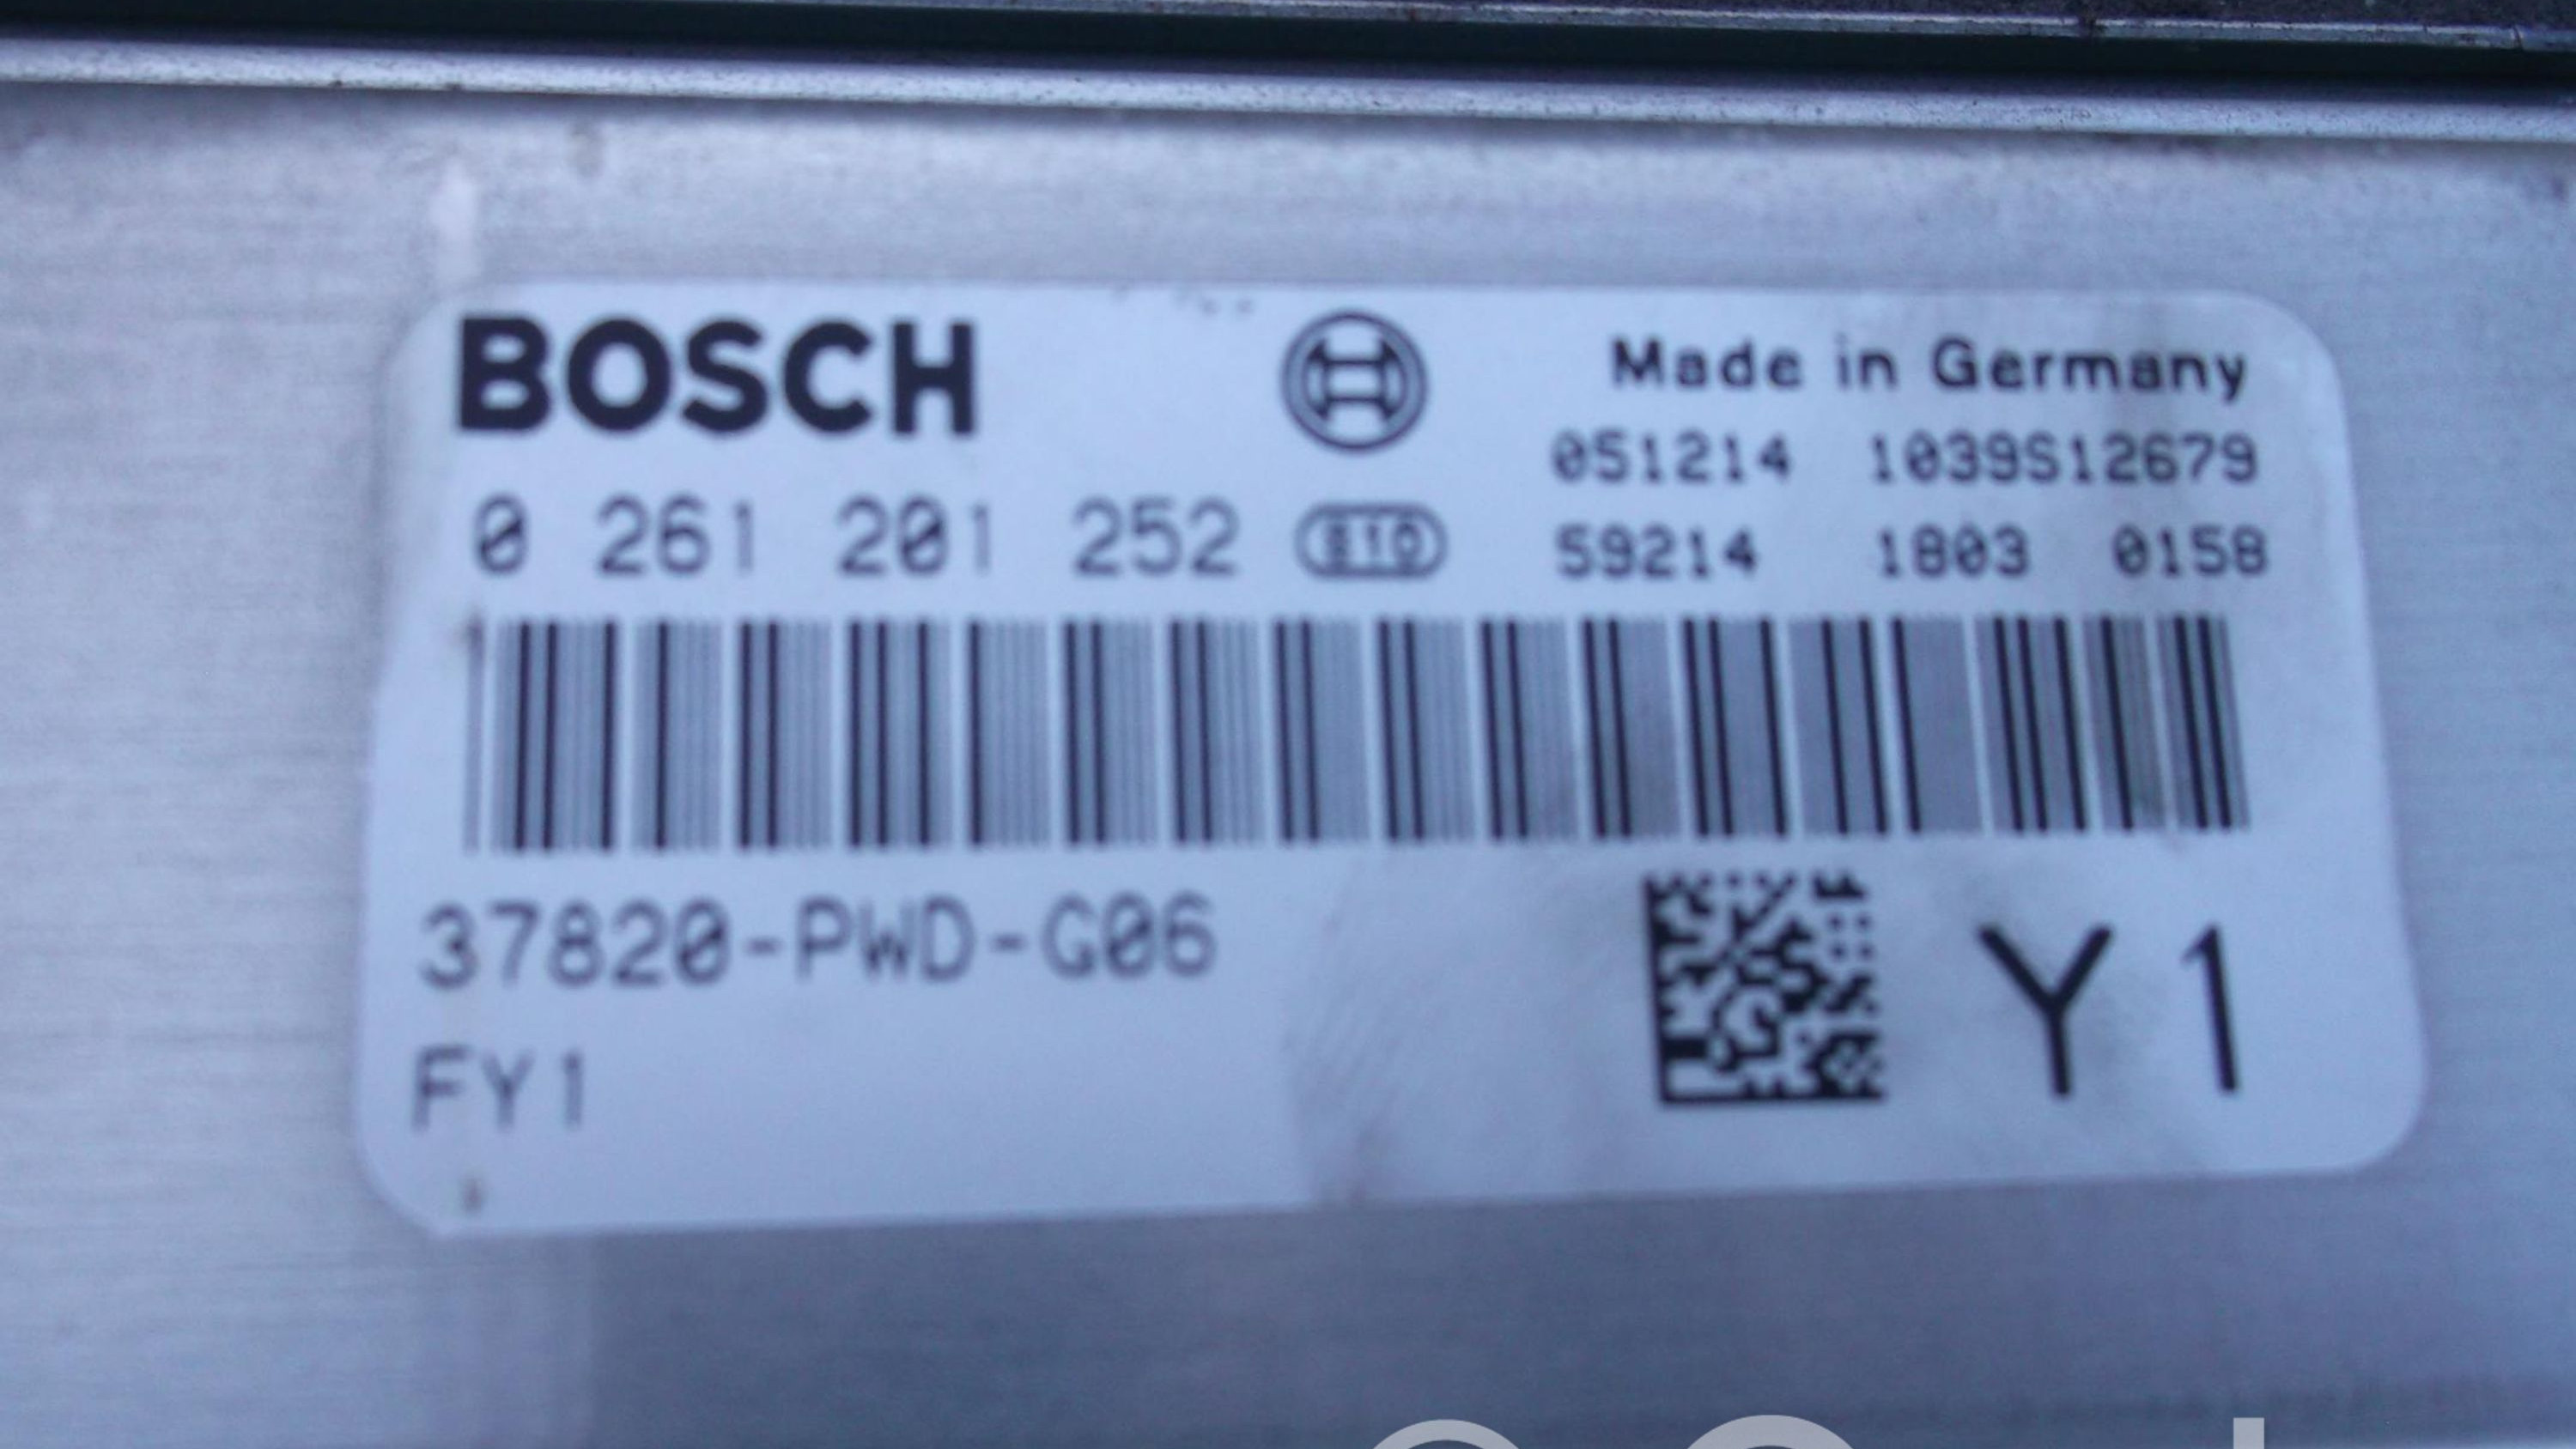 BOSCH
Made in Germany
051214 1039S12679
0 261 201 252
59214 1803 0158
37820-PWD-G06
Y1
FY1